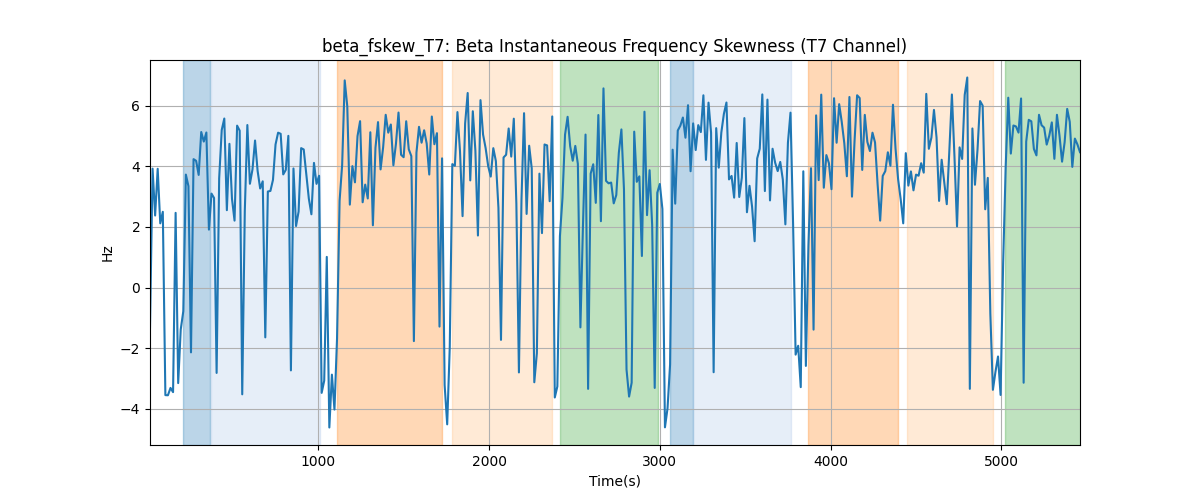 beta_fskew_T7: Beta Instantaneous Frequency Skewness (T7 Channel)
Hz
6
4
2
0
−2
−4
1000 2000 3000 4000 5000
Time(s)